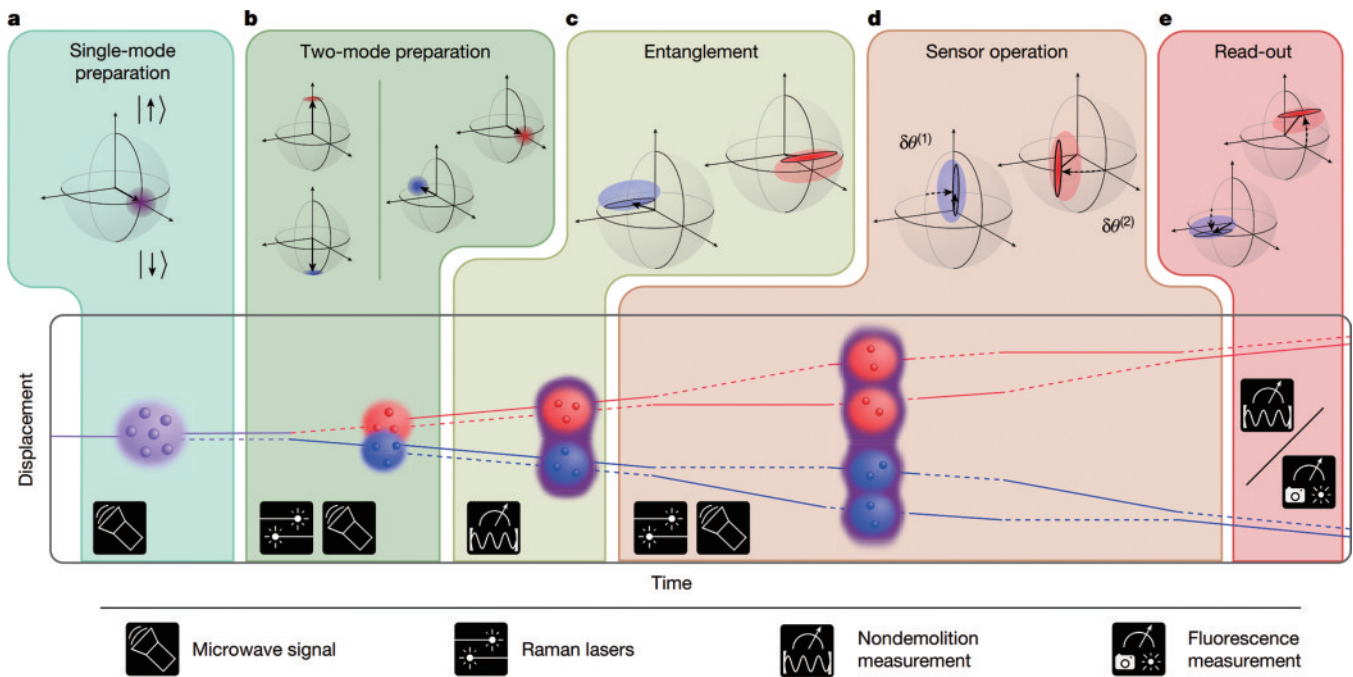 a
b
c
d
e
Single-mode
preparation
Two-mode preparation
Entanglement
Sensor operation
Read-out
|↑⟩
|↓⟩
δθ⁽¹⁾
δθ⁽²⁾
Displacement
Time
Microwave signal
Raman lasers
Nondemolition
measurement
Fluorescence
measurement